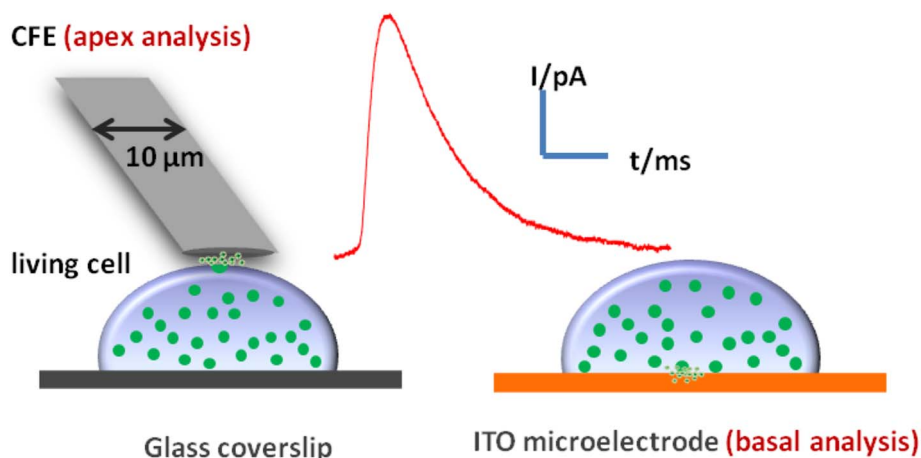 CFE (apex analysis)
I/pA
t/ms
10 µm
living cell
Glass coverslip
ITO microelectrode (basal analysis)